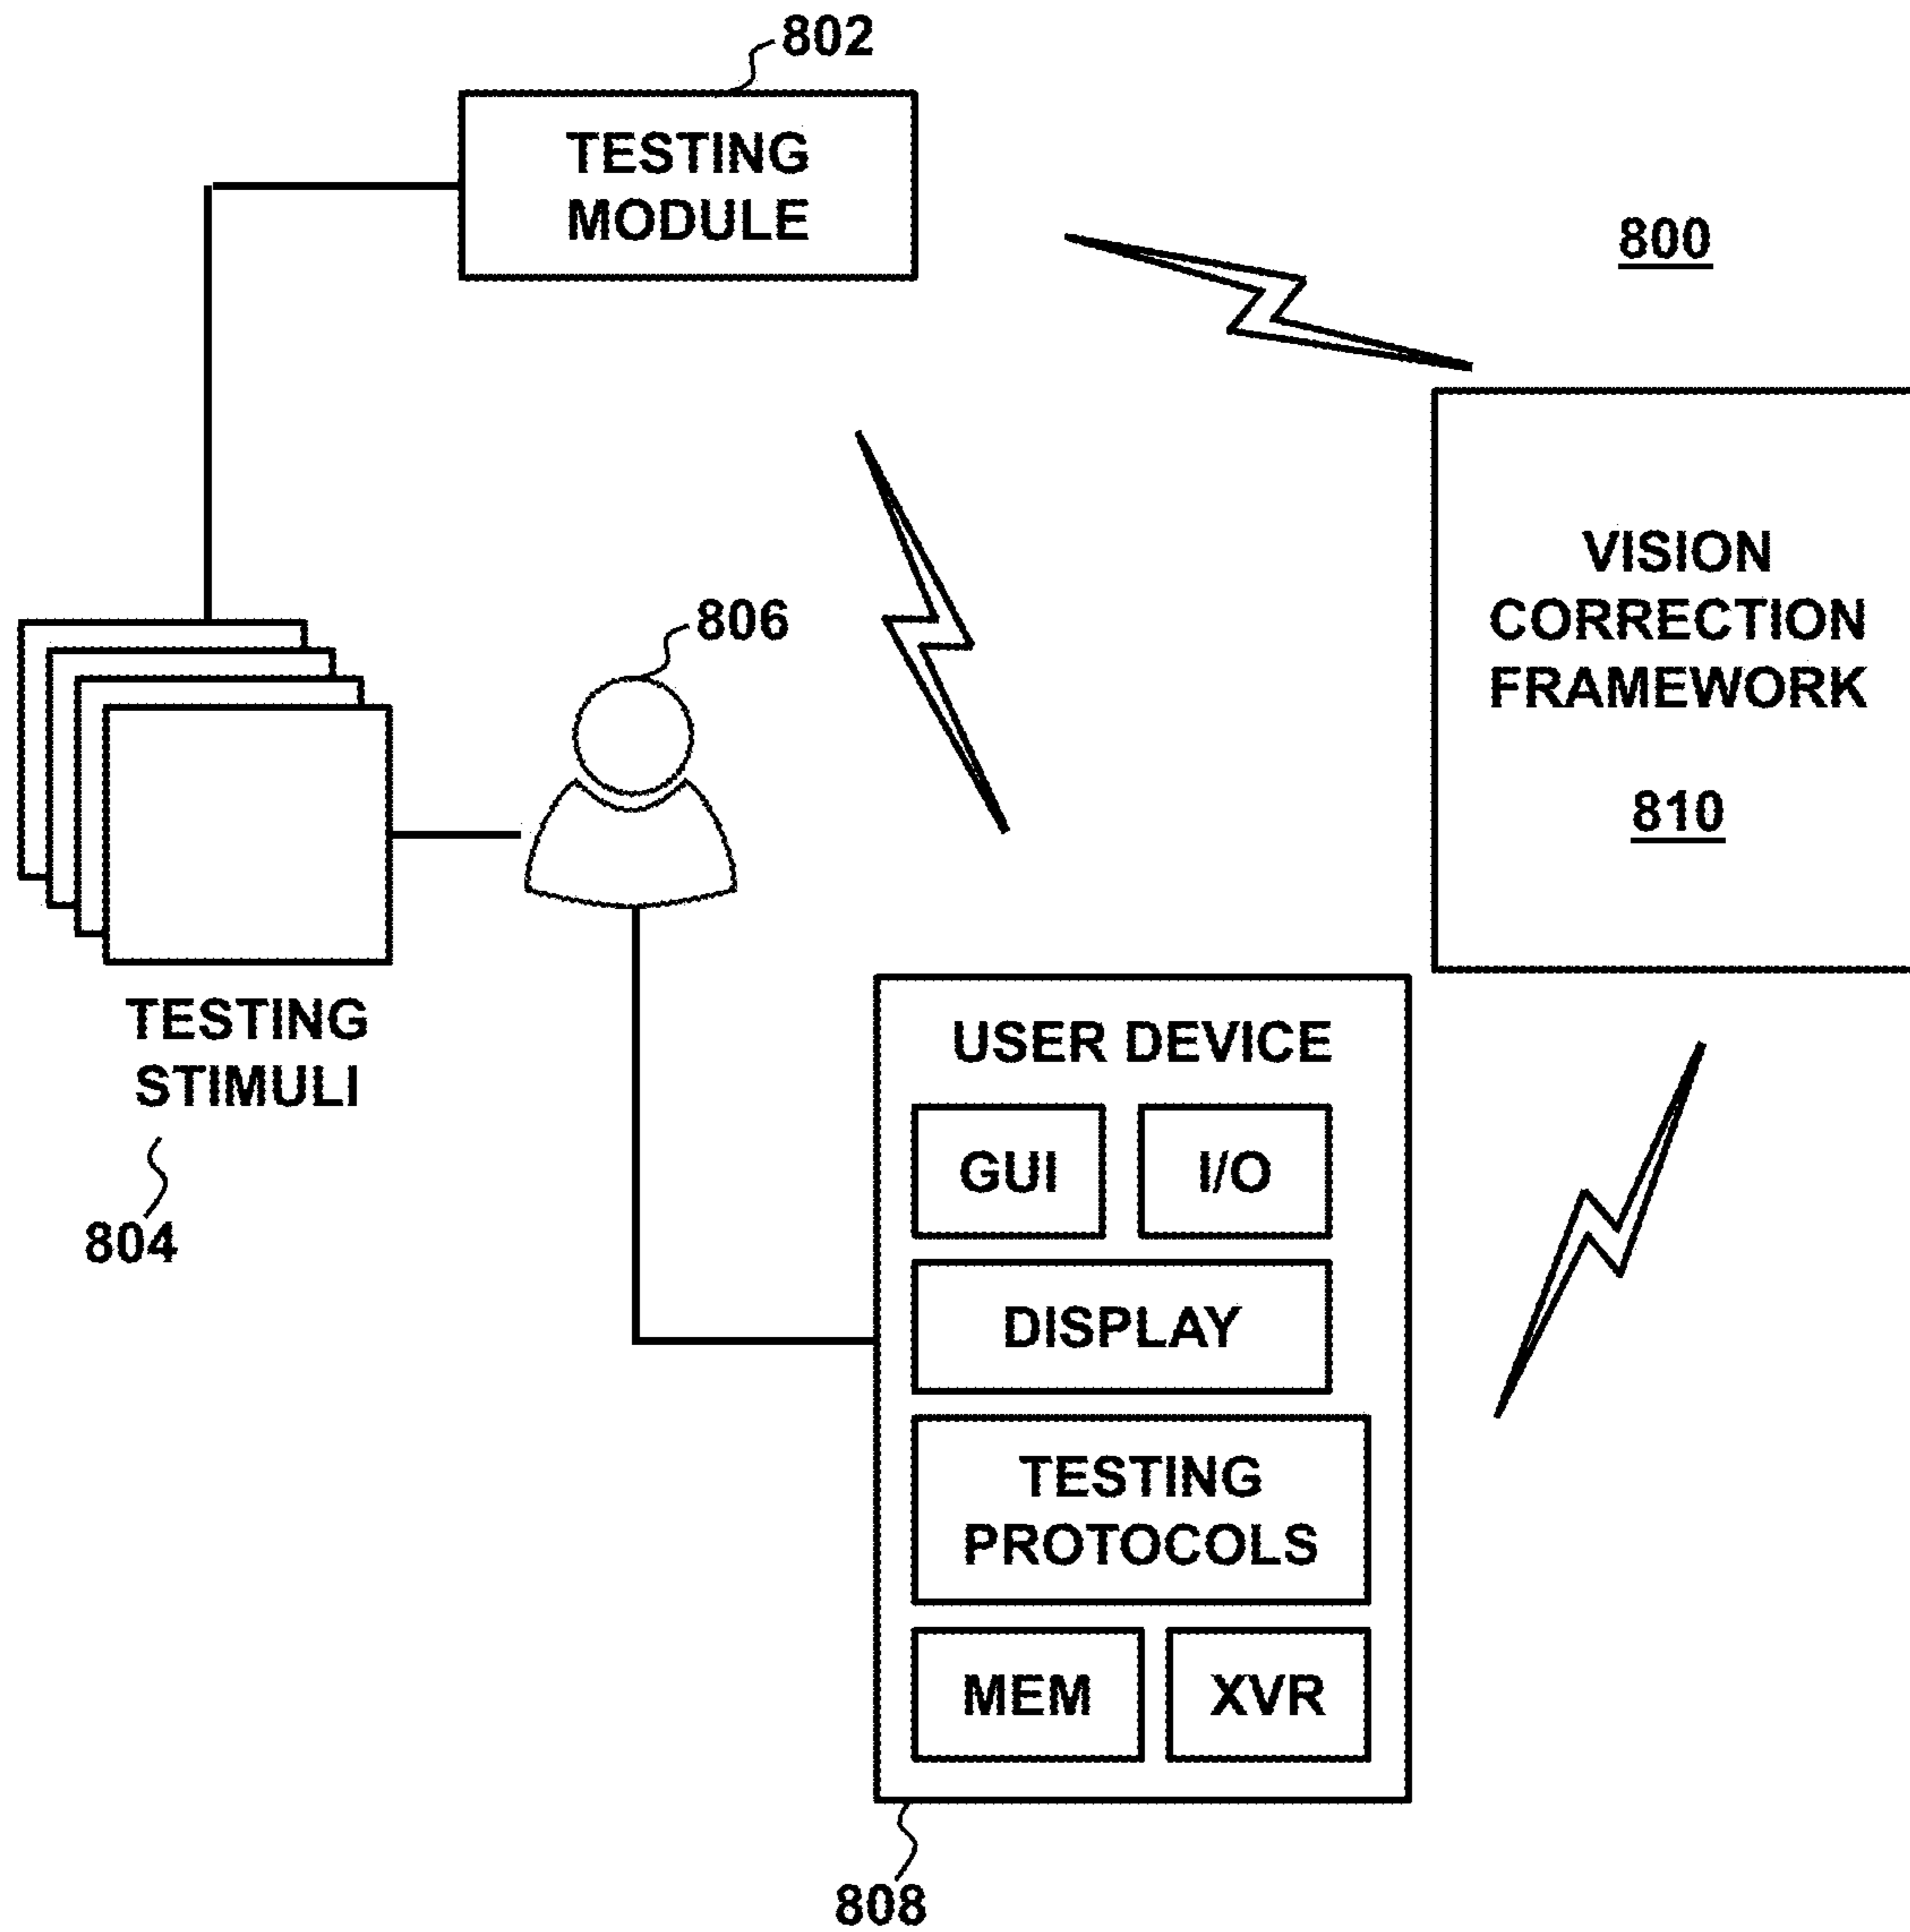 802
TESTING
MODULE
800
VISION
CORRECTION
FRAMEWORK
810
806
TESTING
STIMULI
804
USER DEVICE
GUI
I/O
DISPLAY
TESTING
PROTOCOLS
MEM
XVR
808